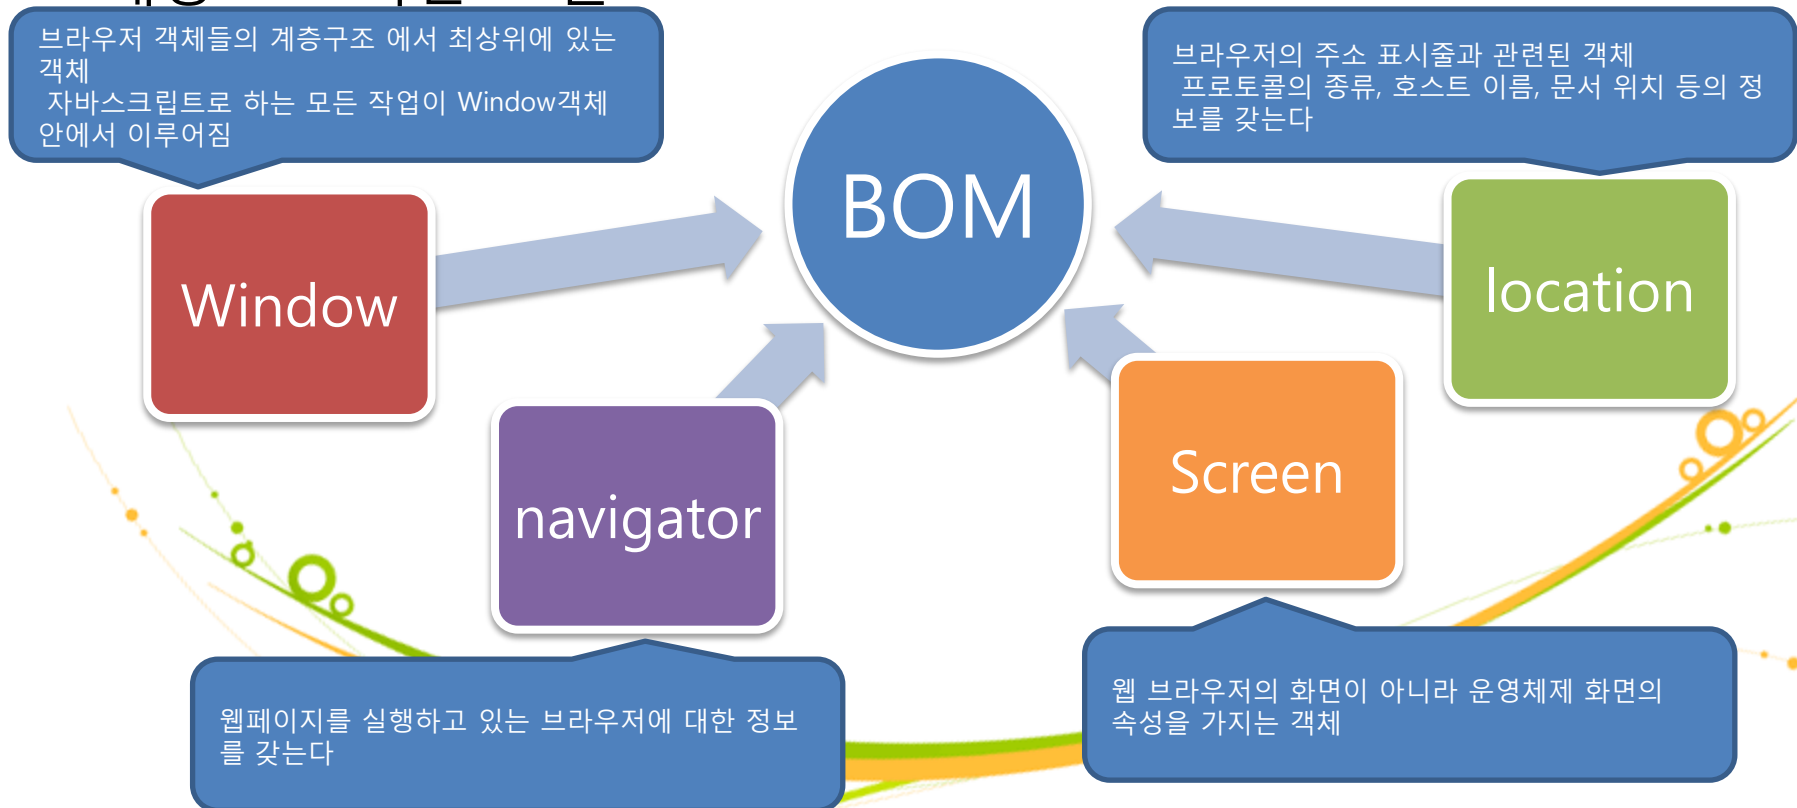 브라우저 객체들의 계층구조 에서 최상위에 있는
객체
자바스크립트로 하는 모든 작업이 Window객체
안에서 이루어짐
브라우저의 주소 표시줄과 관련된 객체
프로토콜의 종류, 호스트 이름, 문서 위치 등의 정
보를 갖는다
BOM
Window
location
navigator
Screen
웹페이지를 실행하고 있는 브라우저에 대한 정보
를 갖는다
웹 브라우저의 화면이 아니라 운영체제 화면의
속성을 가지는 객체